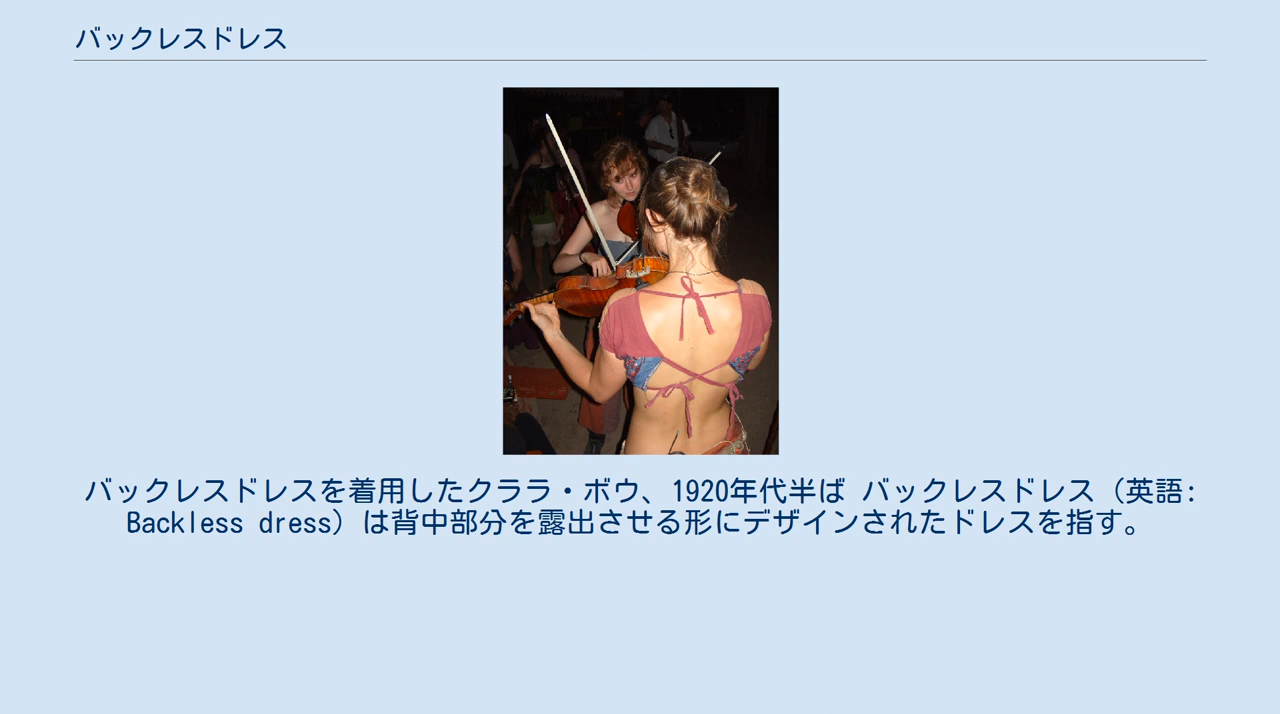 バックレスドレス
バックレスドレスを着用したクララ・ボウ、1920年代半ば バックレスドレス（英語:
Backless dress）は背中部分を露出させる形にデザインされたドレスを指す。